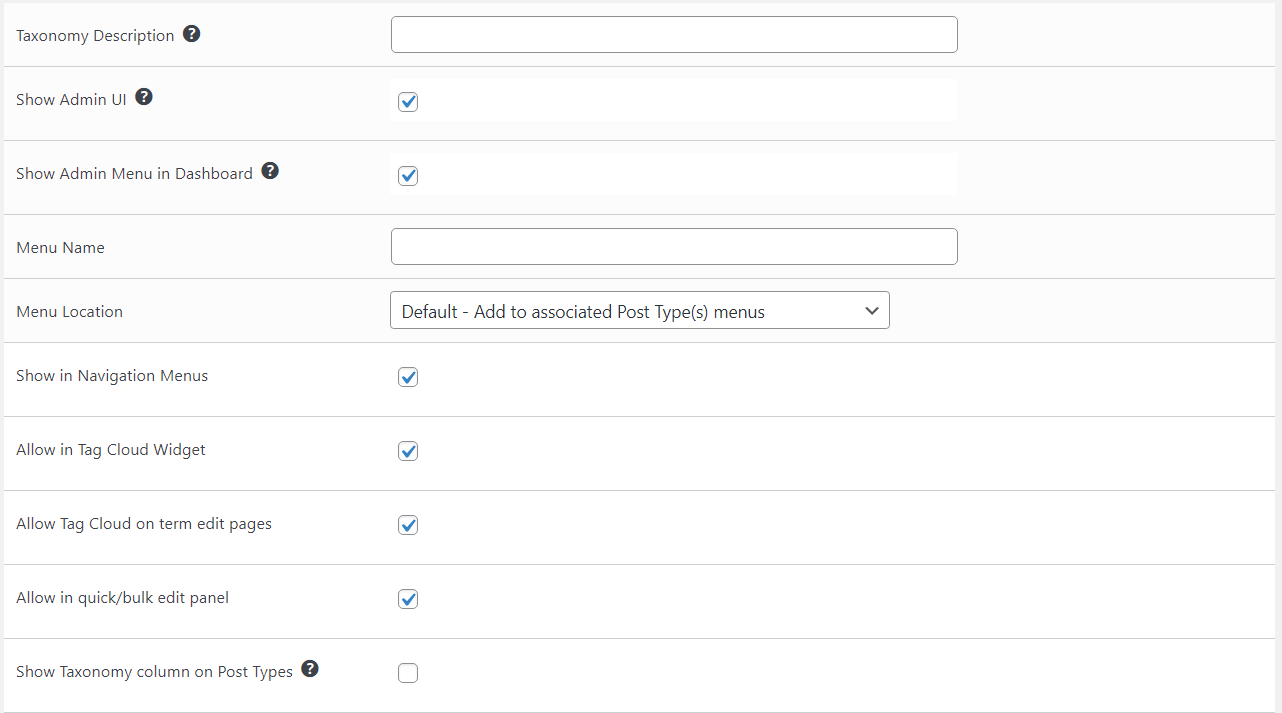 Taxonomy Description ?
Show Admin UI ?
Show Admin Menu in Dashboard ?
Menu Name
Menu Location Default - Add to associated Post Type(s) menus
Show in Navigation Menus
Allow in Tag Cloud Widget
Allow Tag Cloud on term edit pages
Allow in quick/bulk edit panel
Show Taxonomy column on Post Types ?